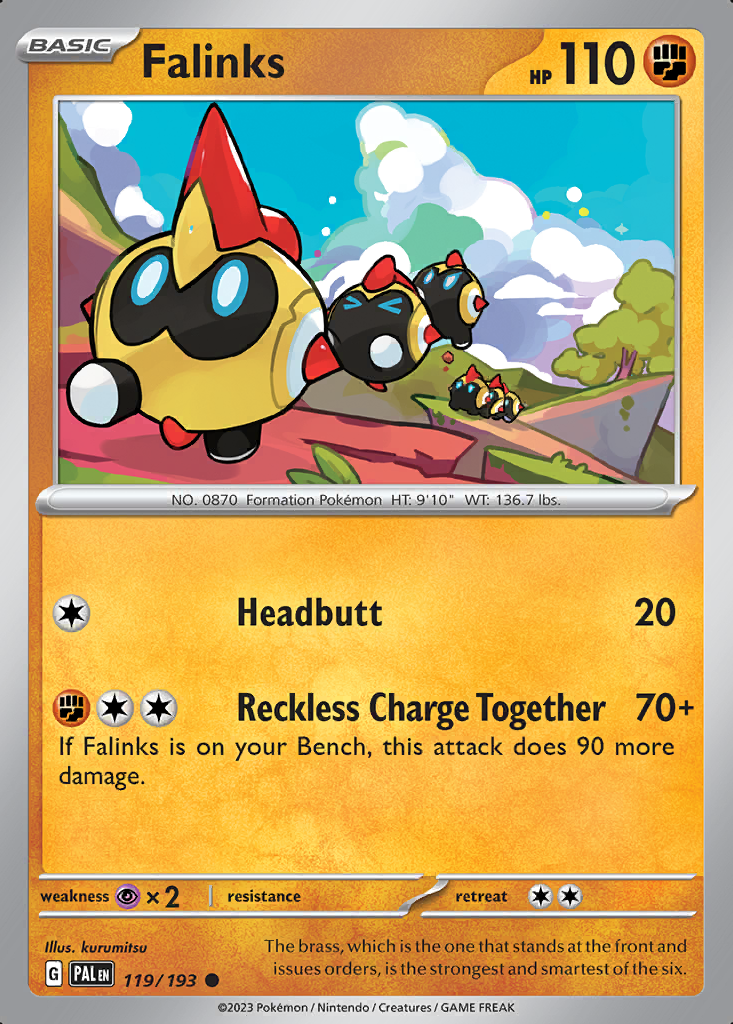 BASIC
Falinks
HP 110
NO. 0870 Formation Pokémon HT: 9'10" WT: 136.7 lbs.
Headbutt 20
Reckless Charge Together 70+
If Falinks is on your Bench, this attack does 90 more
damage.
weakness ×2 resistance retreat
Illus. kurumitsu
The brass, which is the one that stands at the front and
issues orders, is the strongest and smartest of the six.
G PAL EN 119/193
©2023 Pokémon / Nintendo / Creatures / GAME FREAK